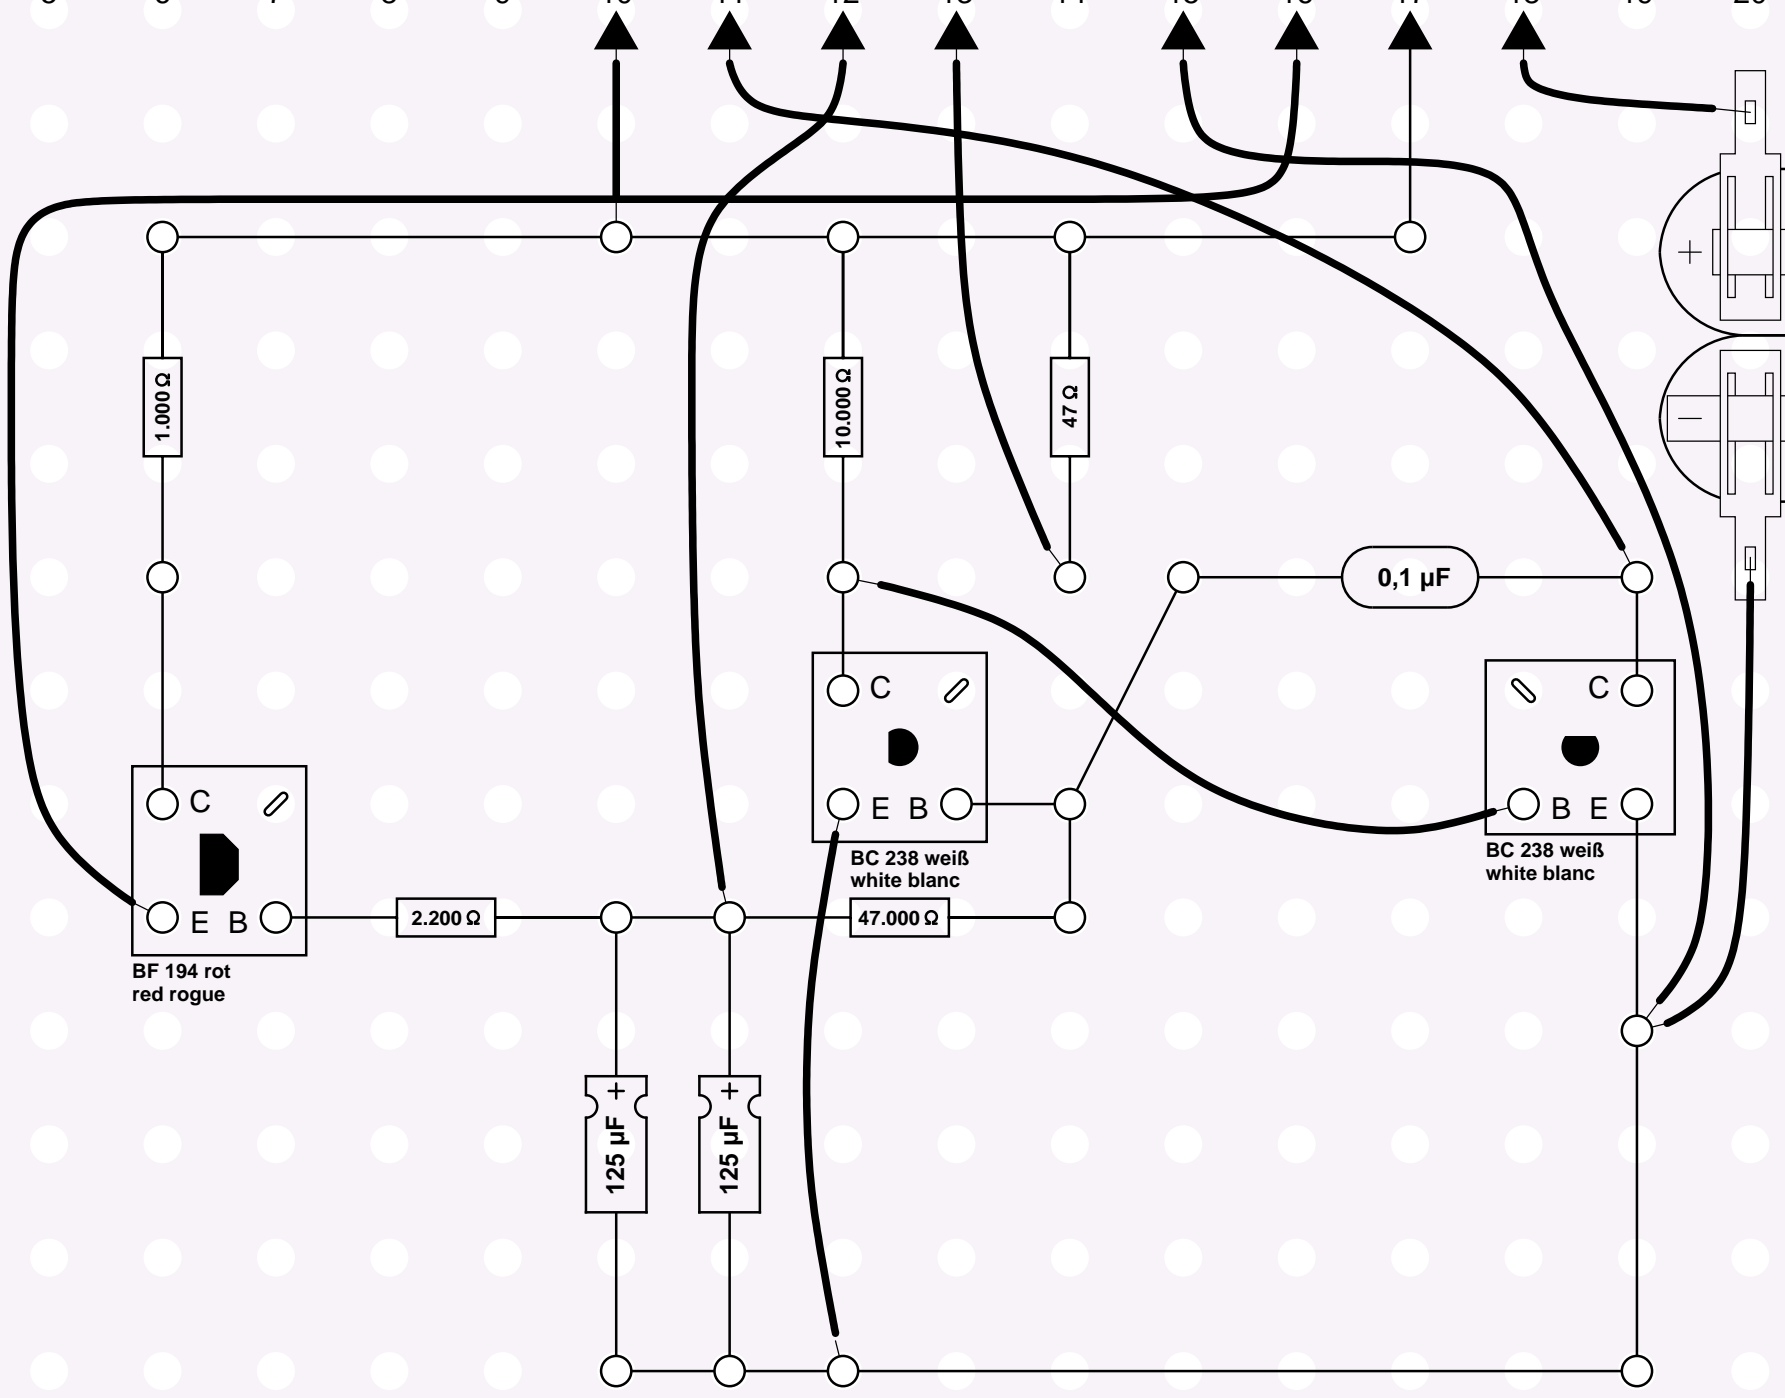 1.000 Ω
10.000 Ω
47 Ω
+
−
0,1 µF
C
C
E B
B E
BC 238 weiß
white blanc
BC 238 weiß
white blanc
C
E B
BF 194 rot
red rogue
2.200 Ω
47.000 Ω
+
125 µF
+
125 µF